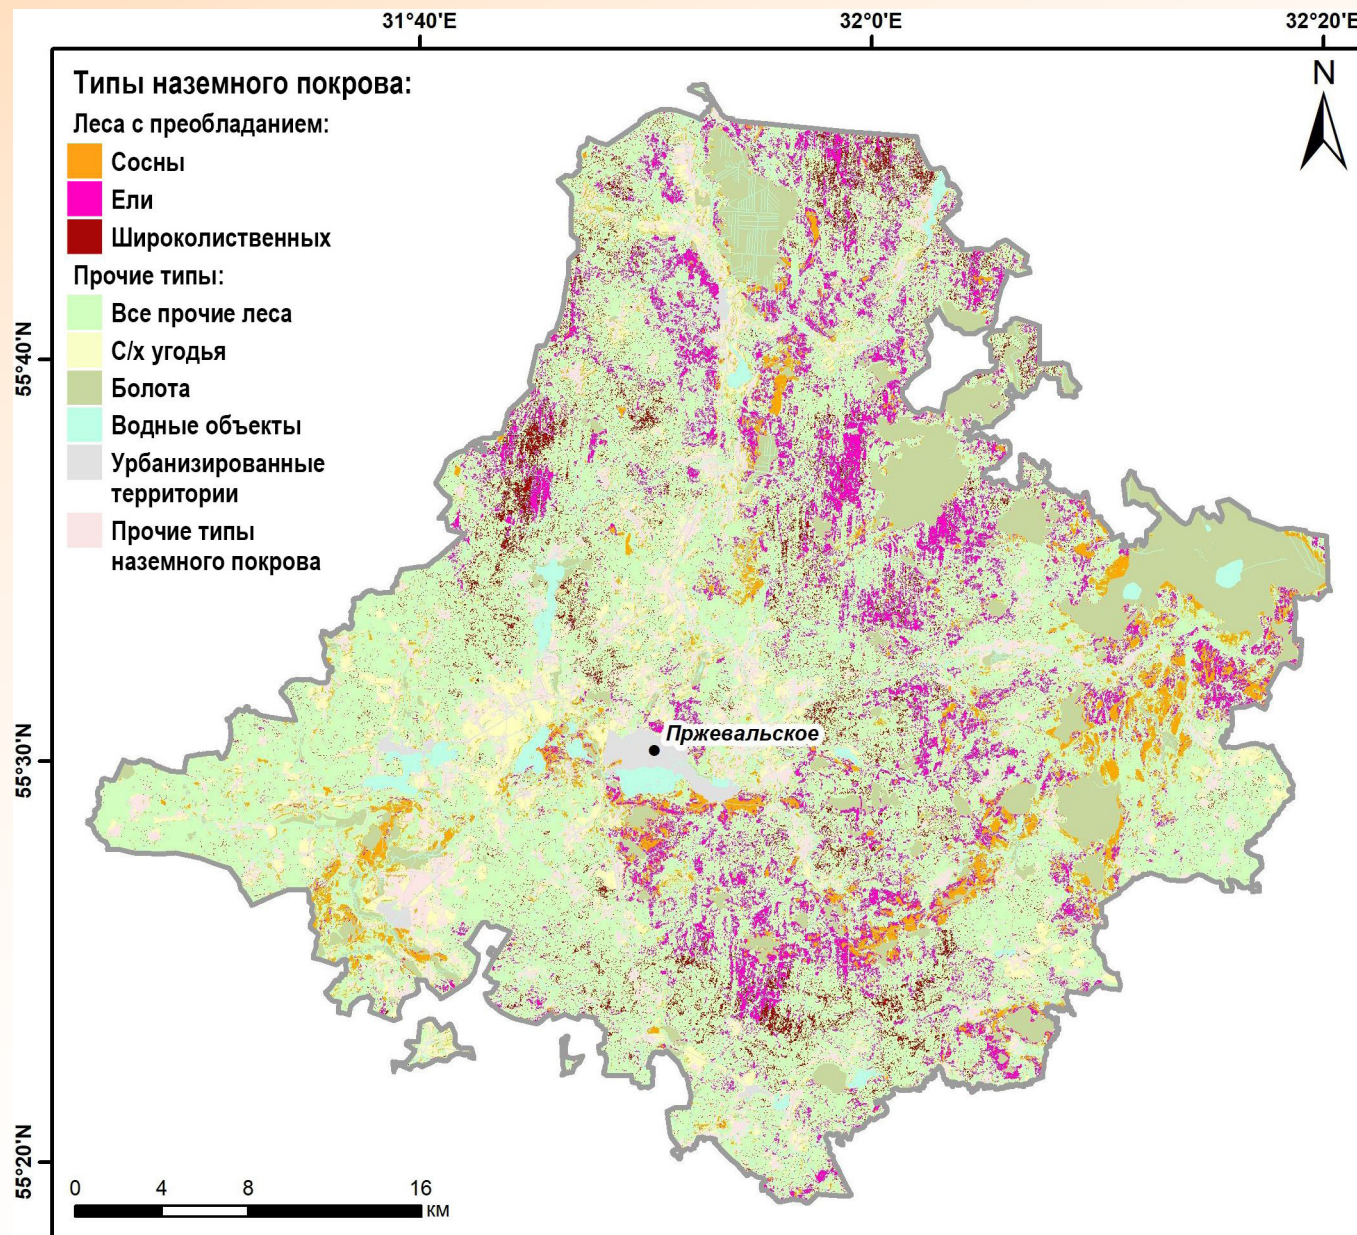 31°40'E 32°0'E 32°20'E
N
Типы наземного покрова:
Леса с преобладанием:
Сосны
Ели
Широколиственных
Прочие типы:
Все прочие леса
С/х угодья
Болота
Водные объекты
Урбанизированные
территории
Прочие типы
наземного покрова
55°40'N
55°30'N
55°20'N
Пржевальское
0 4 8 16
км